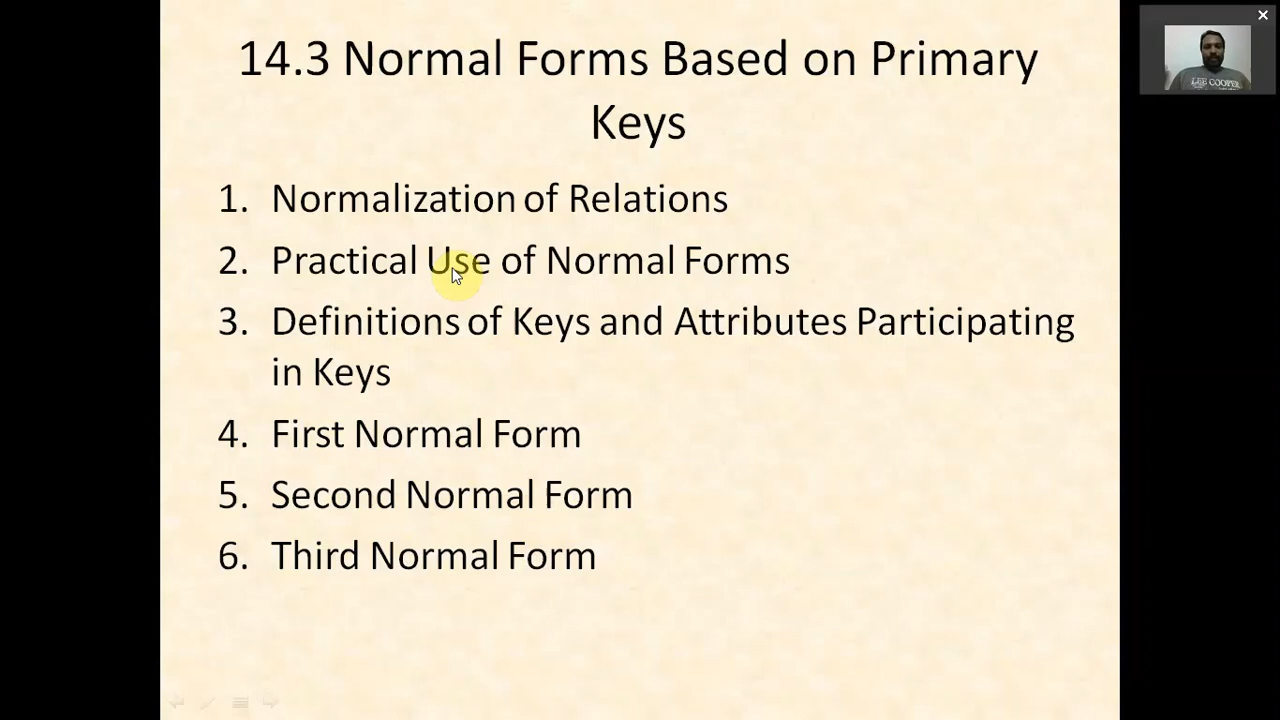 14.3 Normal Forms Based on Primary
Keys
1. Normalization of Relations
2. Practical Use of Normal Forms
3. Definitions of Keys and Attributes Participating
in Keys
4. First Normal Form
5. Second Normal Form
6. Third Normal Form
LEE COOPER